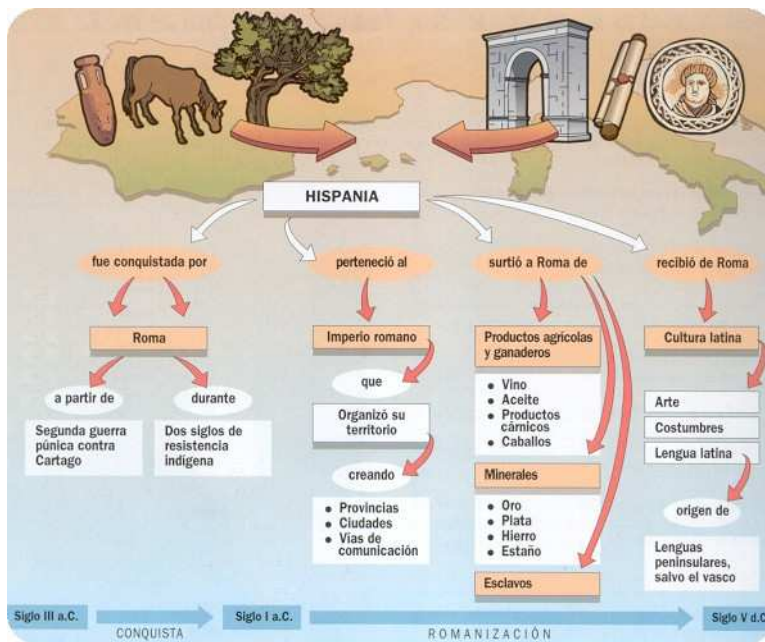 HISPANIA
fue conquistada por
Roma
a partir de
Segunda guerra
púnica contra
Cartago
durante
Dos siglos de
resistencia
indígena
perteneció al
Imperio romano
que
Organizó su
territorio
creando
• Provincias
• Ciudades
• Vías de
comunicación
surtió a Roma de
Productos agrícolas
y ganaderos
• Vino
• Aceite
• Productos
cárnicos
• Caballos
Minerales
• Oro
• Plata
• Hierro
• Estaño
Esclavos
recibió de Roma
Cultura latina
Arte
Costumbres
Lengua latina
origen de
Lenguas
peninsulares,
salvo el vasco
Siglo III a.C.
CONQUISTA
Siglo I a.C.
ROMANIZACIÓN
Siglo V d.C